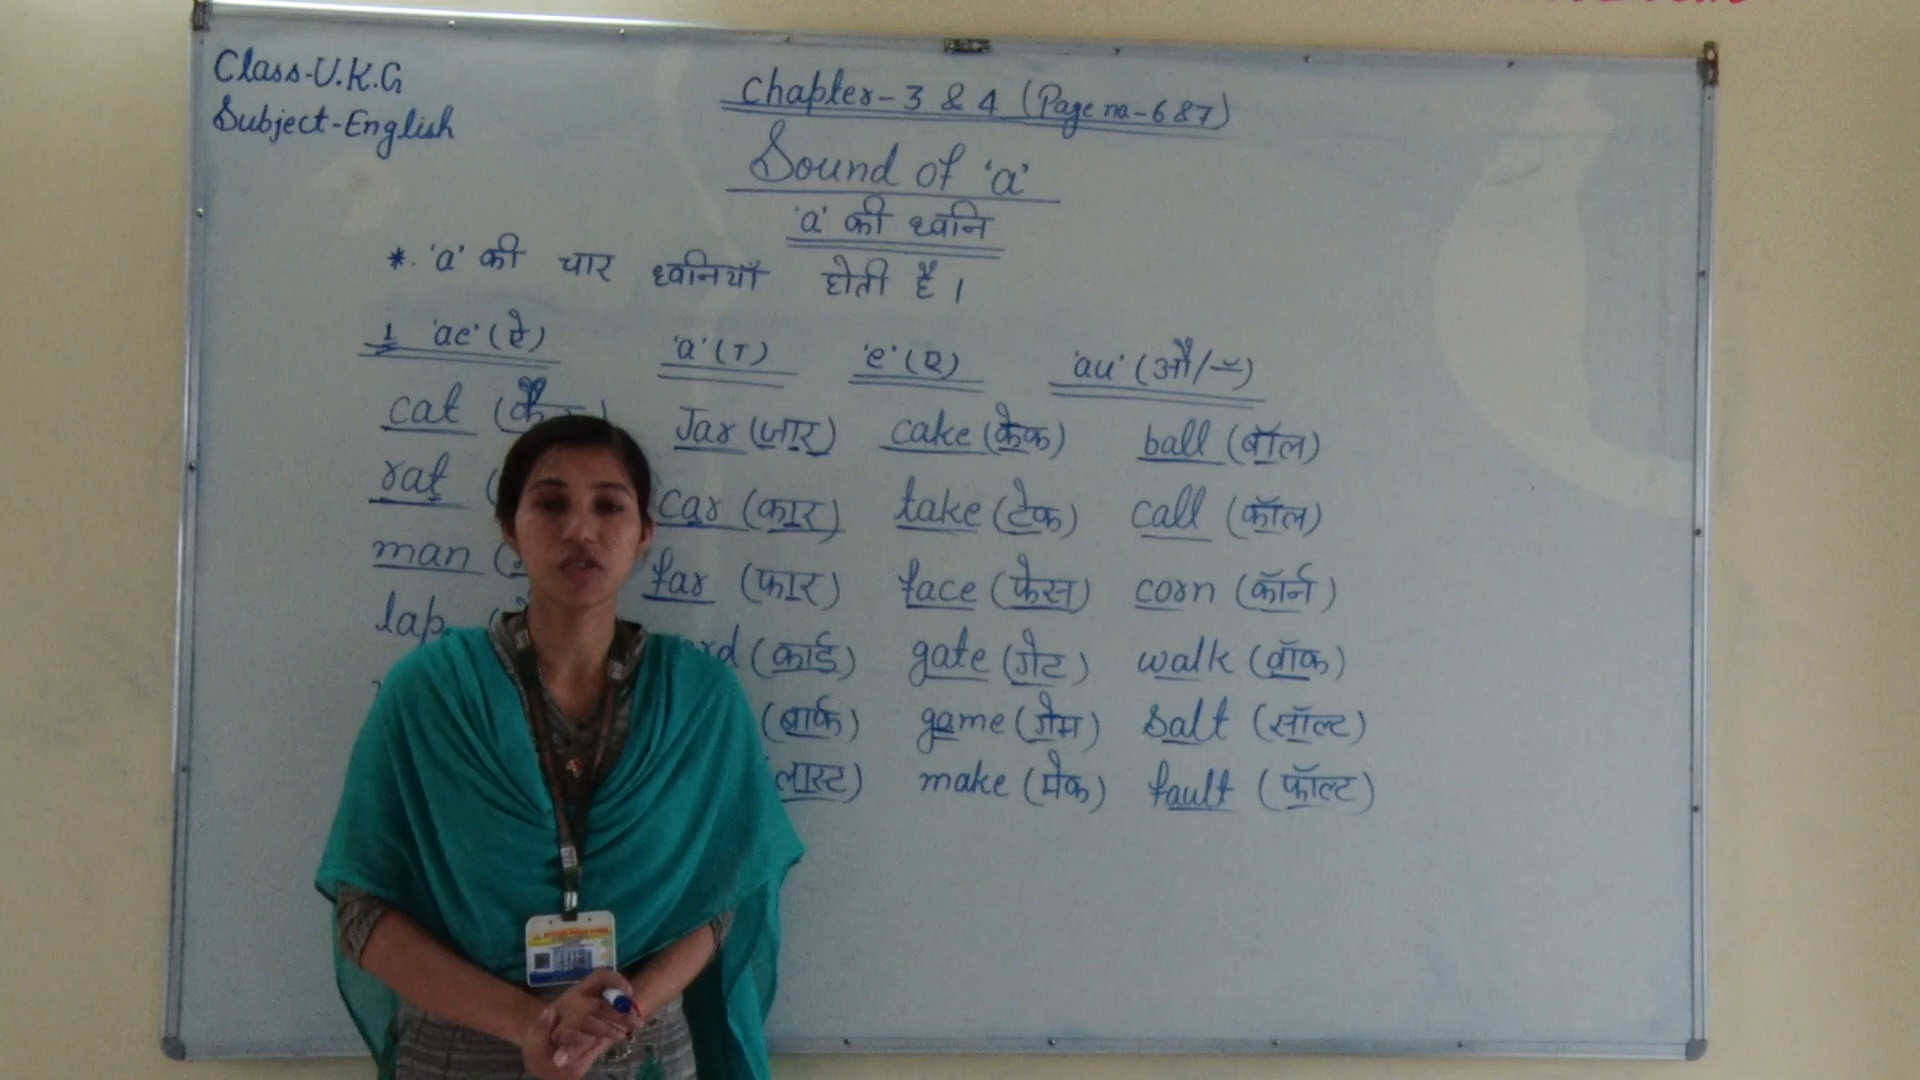 Class-U.K.G
Subject-English
Chapter-3 & 4 (Page no-6&7)
Sound of 'a'
'a' की ध्वनि
*. 'a' की चार ध्वनियाँ होती हैं।
1 'ae' (ऐ) 'a' (ा) 'e' (ए) 'au' (औ/ॉ)
cat Jar (जार) cake (केक) ball (बॉल)
rat car (कार) take (टेक) call (कॉल)
man far (फार) face (फेस) corn (कॉर्न)
lap (कार्ड) gate (गेट) walk (वॉक)
(बार्क) game (गेम) salt (सॉल्ट)
लास्ट) make (मेक) fault (फॉल्ट)